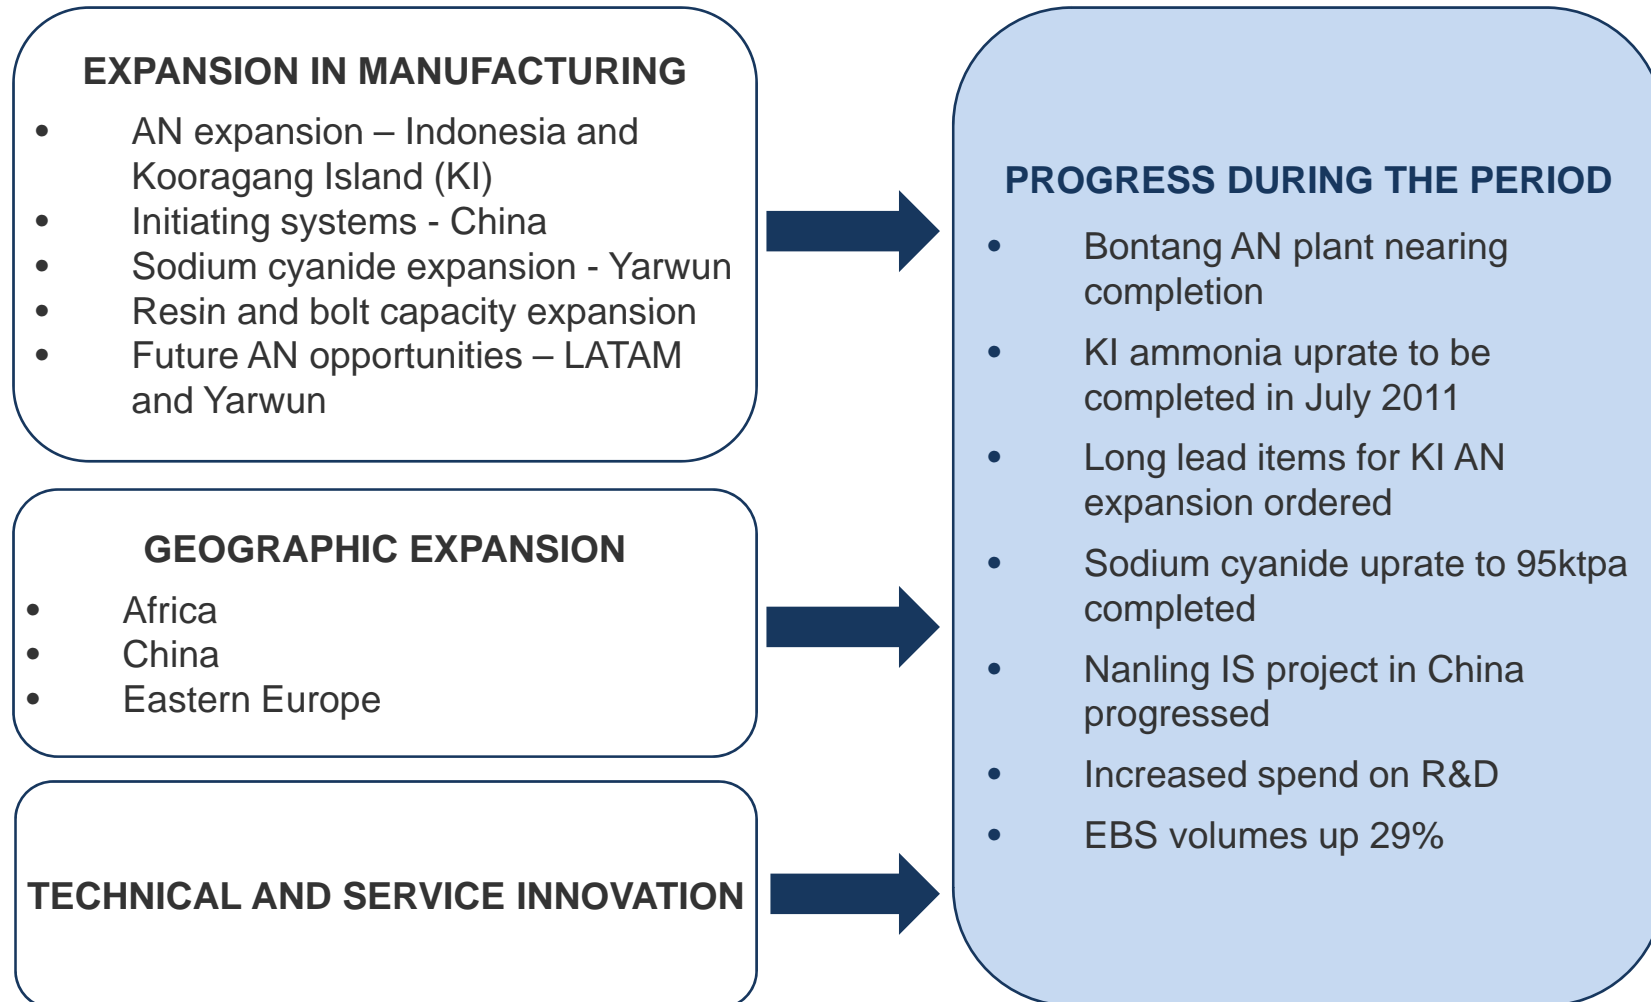 EXPANSION IN MANUFACTURING
• AN expansion – Indonesia and
Kooragang Island (KI)
• Initiating systems - China
• Sodium cyanide expansion - Yarwun
• Resin and bolt capacity expansion
• Future AN opportunities – LATAM
and Yarwun
GEOGRAPHIC EXPANSION
• Africa
• China
• Eastern Europe
TECHNICAL AND SERVICE INNOVATION
PROGRESS DURING THE PERIOD
• Bontang AN plant nearing
completion
• KI ammonia uprate to be
completed in July 2011
• Long lead items for KI AN
expansion ordered
• Sodium cyanide uprate to 95ktpa
completed
• Nanling IS project in China
progressed
• Increased spend on R&D
• EBS volumes up 29%